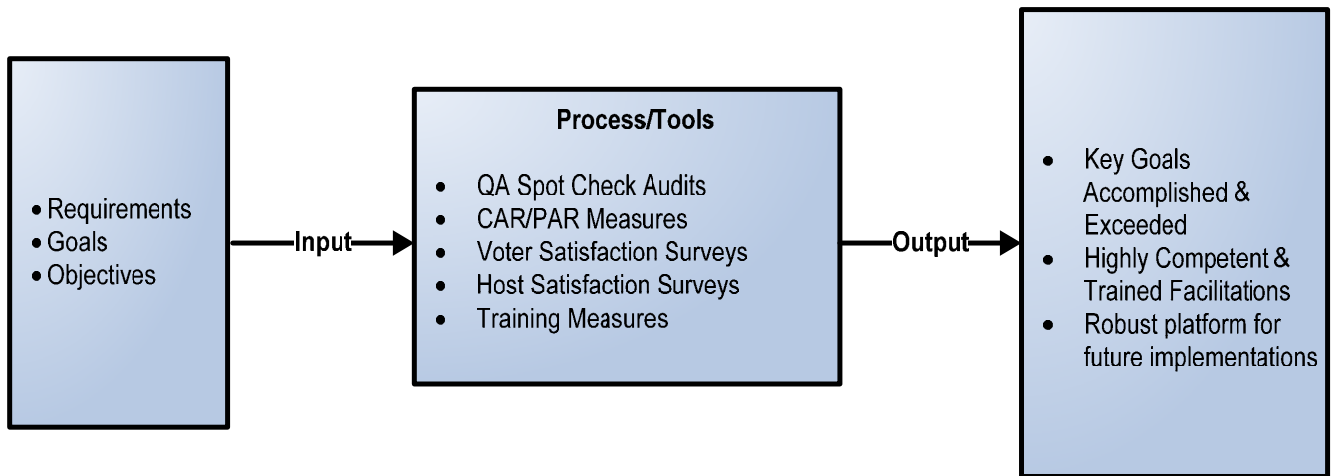 • Requirements
• Goals
• Objectives
Input
Process/Tools
• QA Spot Check Audits
• CAR/PAR Measures
• Voter Satisfaction Surveys
• Host Satisfaction Surveys
• Training Measures
Output
• Key Goals
Accomplished &
Exceeded
• Highly Competent &
Trained Facilitations
• Robust platform for
future implementations